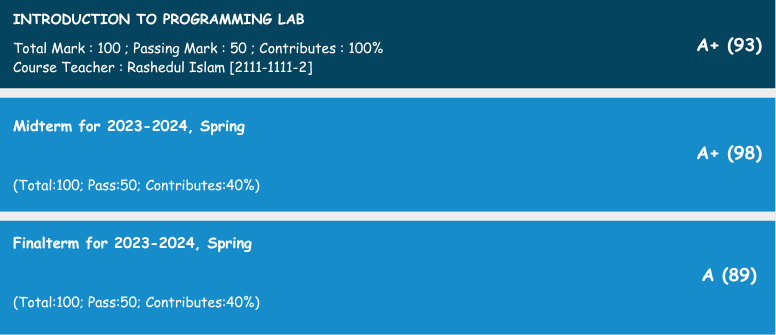 INTRODUCTION TO PROGRAMMING LAB
Total Mark : 100 ; Passing Mark : 50 ; Contributes : 100%
Course Teacher : Rashedul Islam [2111-1111-2]
A+ (93)
Midterm for 2023-2024, Spring
A+ (98)
(Total:100; Pass:50; Contributes:40%)
Finalterm for 2023-2024, Spring
A (89)
(Total:100; Pass:50; Contributes:40%)